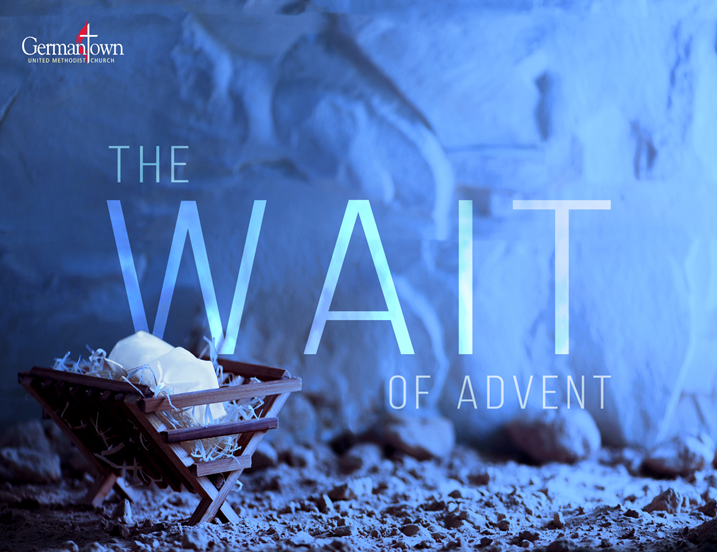 Germantown
UNITED METHODIST CHURCH
THE
WAIT
OF ADVENT